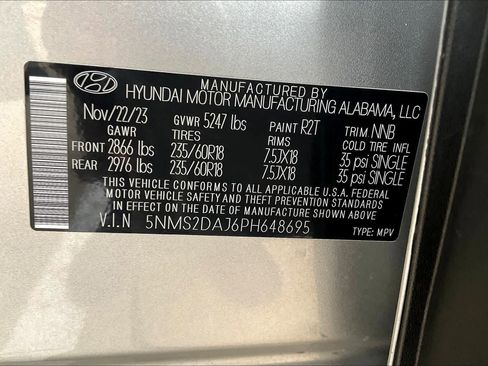 MANUFACTURED BY
HYUNDAI MOTOR MANUFACTURING ALABAMA, LLC
Nov/22/23 GVWR 5247 lbs PAINT R2T TRIM NNB
GAWR TIRES RIMS COLD TIRE INFL
FRONT 2866 lbs 235/60R18 7.5JX18 35 psi SINGLE
REAR 2976 lbs 235/60R18 7.5JX18 35 psi SINGLE
THIS VEHICLE CONFORMS TO ALL APPLICABLE U.S.A. FEDERAL
MOTOR VEHICLE SAFETY AND THEFT PREVENTION
STANDARDS IN EFFECT ON THE DATE OF MANUFACTURE SHOWN ABOVE.
V.I.N 5NMS2DAJ6PH648695 TYPE: MPV